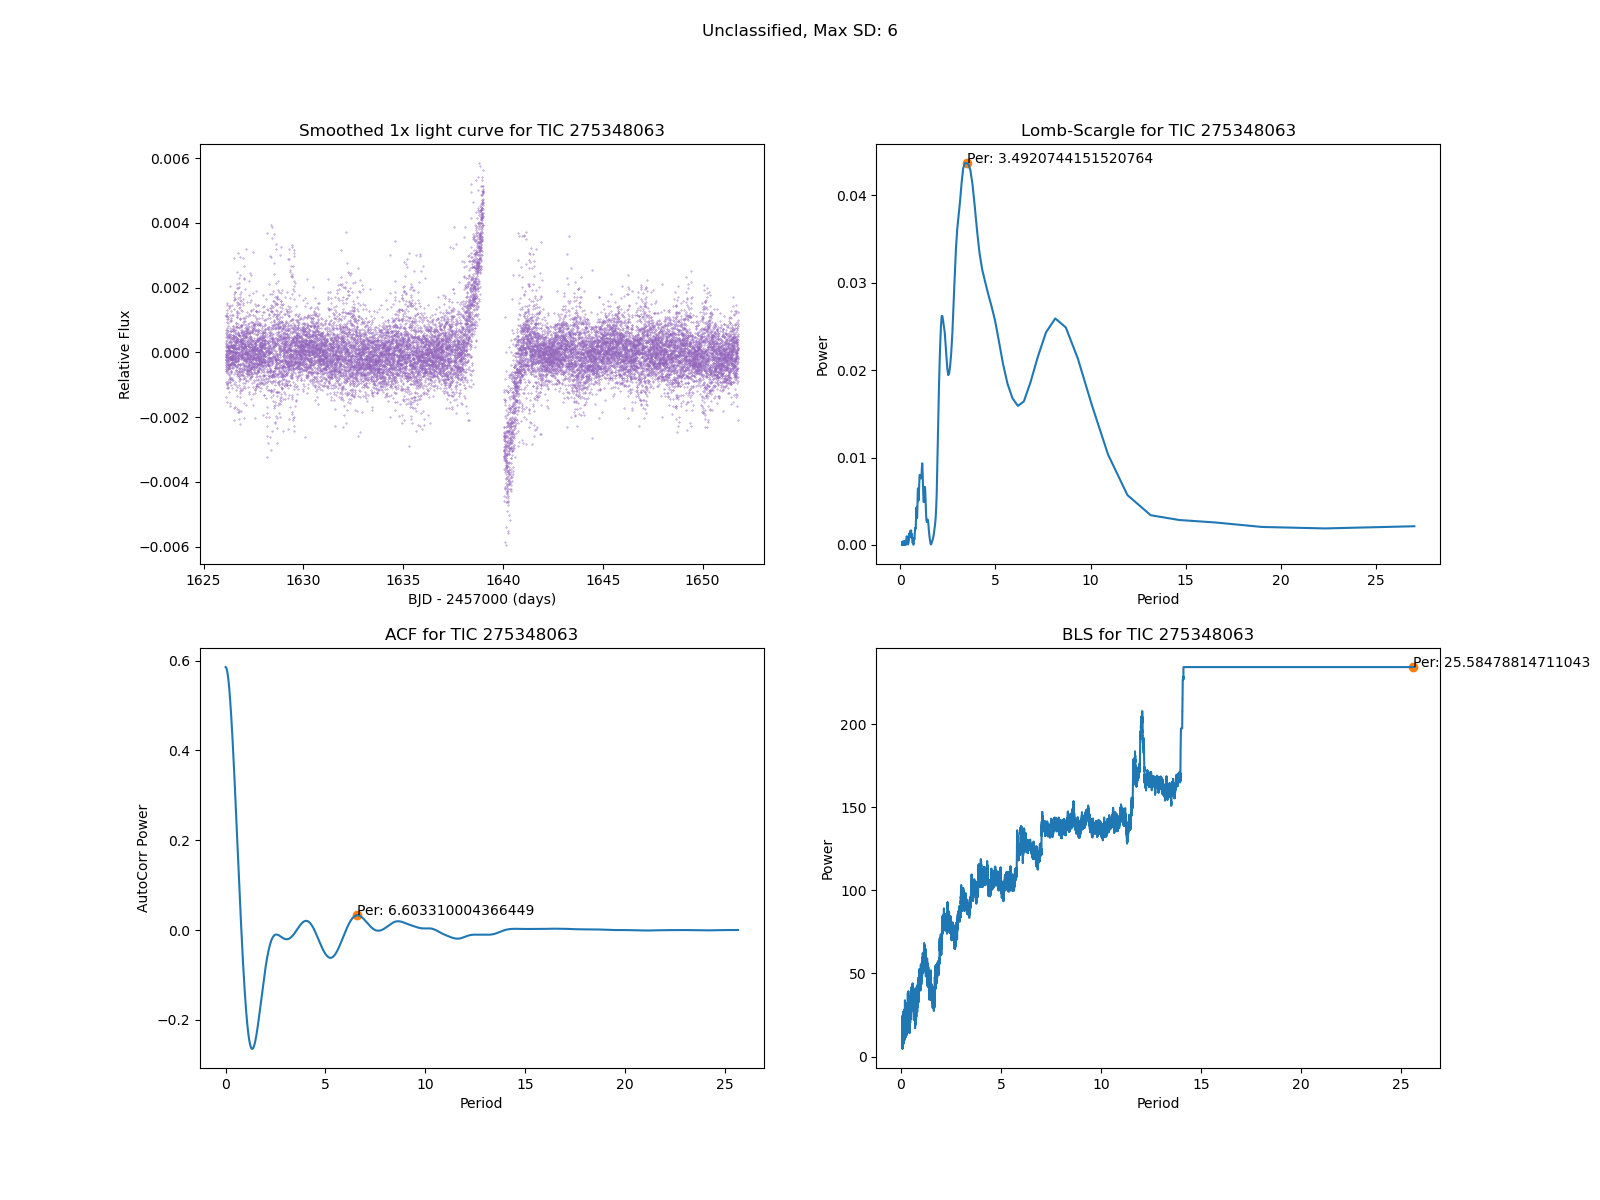 Unclassified, Max SD: 6
Smoothed 1x light curve for TIC 275348063
0.006
0.004
0.002
0.000
−0.002
−0.004
−0.006
Relative Flux
1625 1630 1635 1640 1645 1650
BJD - 2457000 (days)
Lomb-Scargle for TIC 275348063
Per: 3.4920744151520764
0.04
0.03
0.02
0.01
0.00
Power
0 5 10 15 20 25
Period
ACF for TIC 275348063
0.6
0.4
0.2
0.0
−0.2
AutoCorr Power
Per: 6.603310004366449
0 5 10 15 20 25
Period
BLS for TIC 275348063
Per: 25.58478814711043
200
150
100
50
0
Power
0 5 10 15 20 25
Period